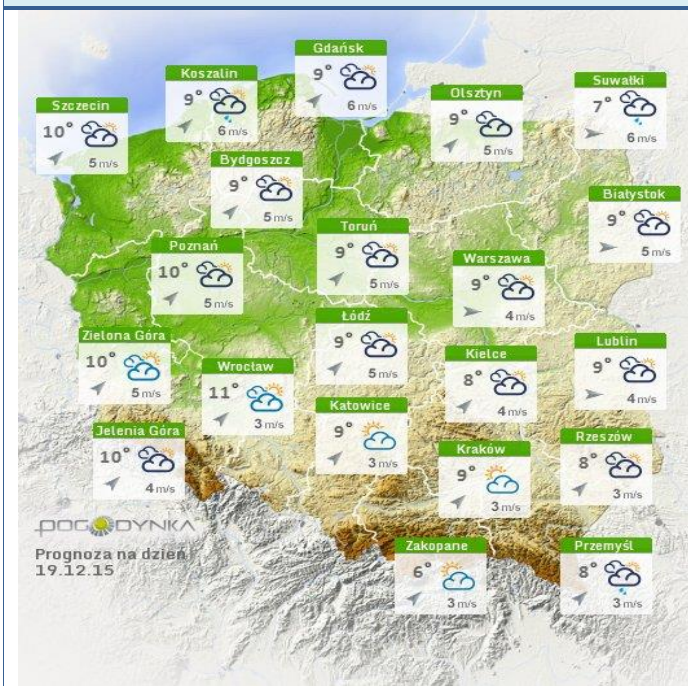 Gdańsk
9°
6 m/s
Koszalin
9°
6 m/s
Suwałki
7°
6 m/s
Olsztyn
9°
5 m/s
Szczecin
10°
5 m/s
Bydgoszcz
9°
5 m/s
Białystok
9°
5 m/s
Toruń
9°
5 m/s
Poznań
10°
5 m/s
Warszawa
9°
4 m/s
Łódź
9°
5 m/s
Zielona Góra
10°
5 m/s
Lublin
9°
4 m/s
Kielce
8°
4 m/s
Wrocław
11°
3 m/s
Katowice
9°
3 m/s
Jelenia Góra
10°
4 m/s
Rzeszów
8°
3 m/s
Kraków
9°
3 m/s
POGODYNKA
Prognoza na dzień
19.12.15
Zakopane
6°
3 m/s
Przemyśl
8°
3 m/s